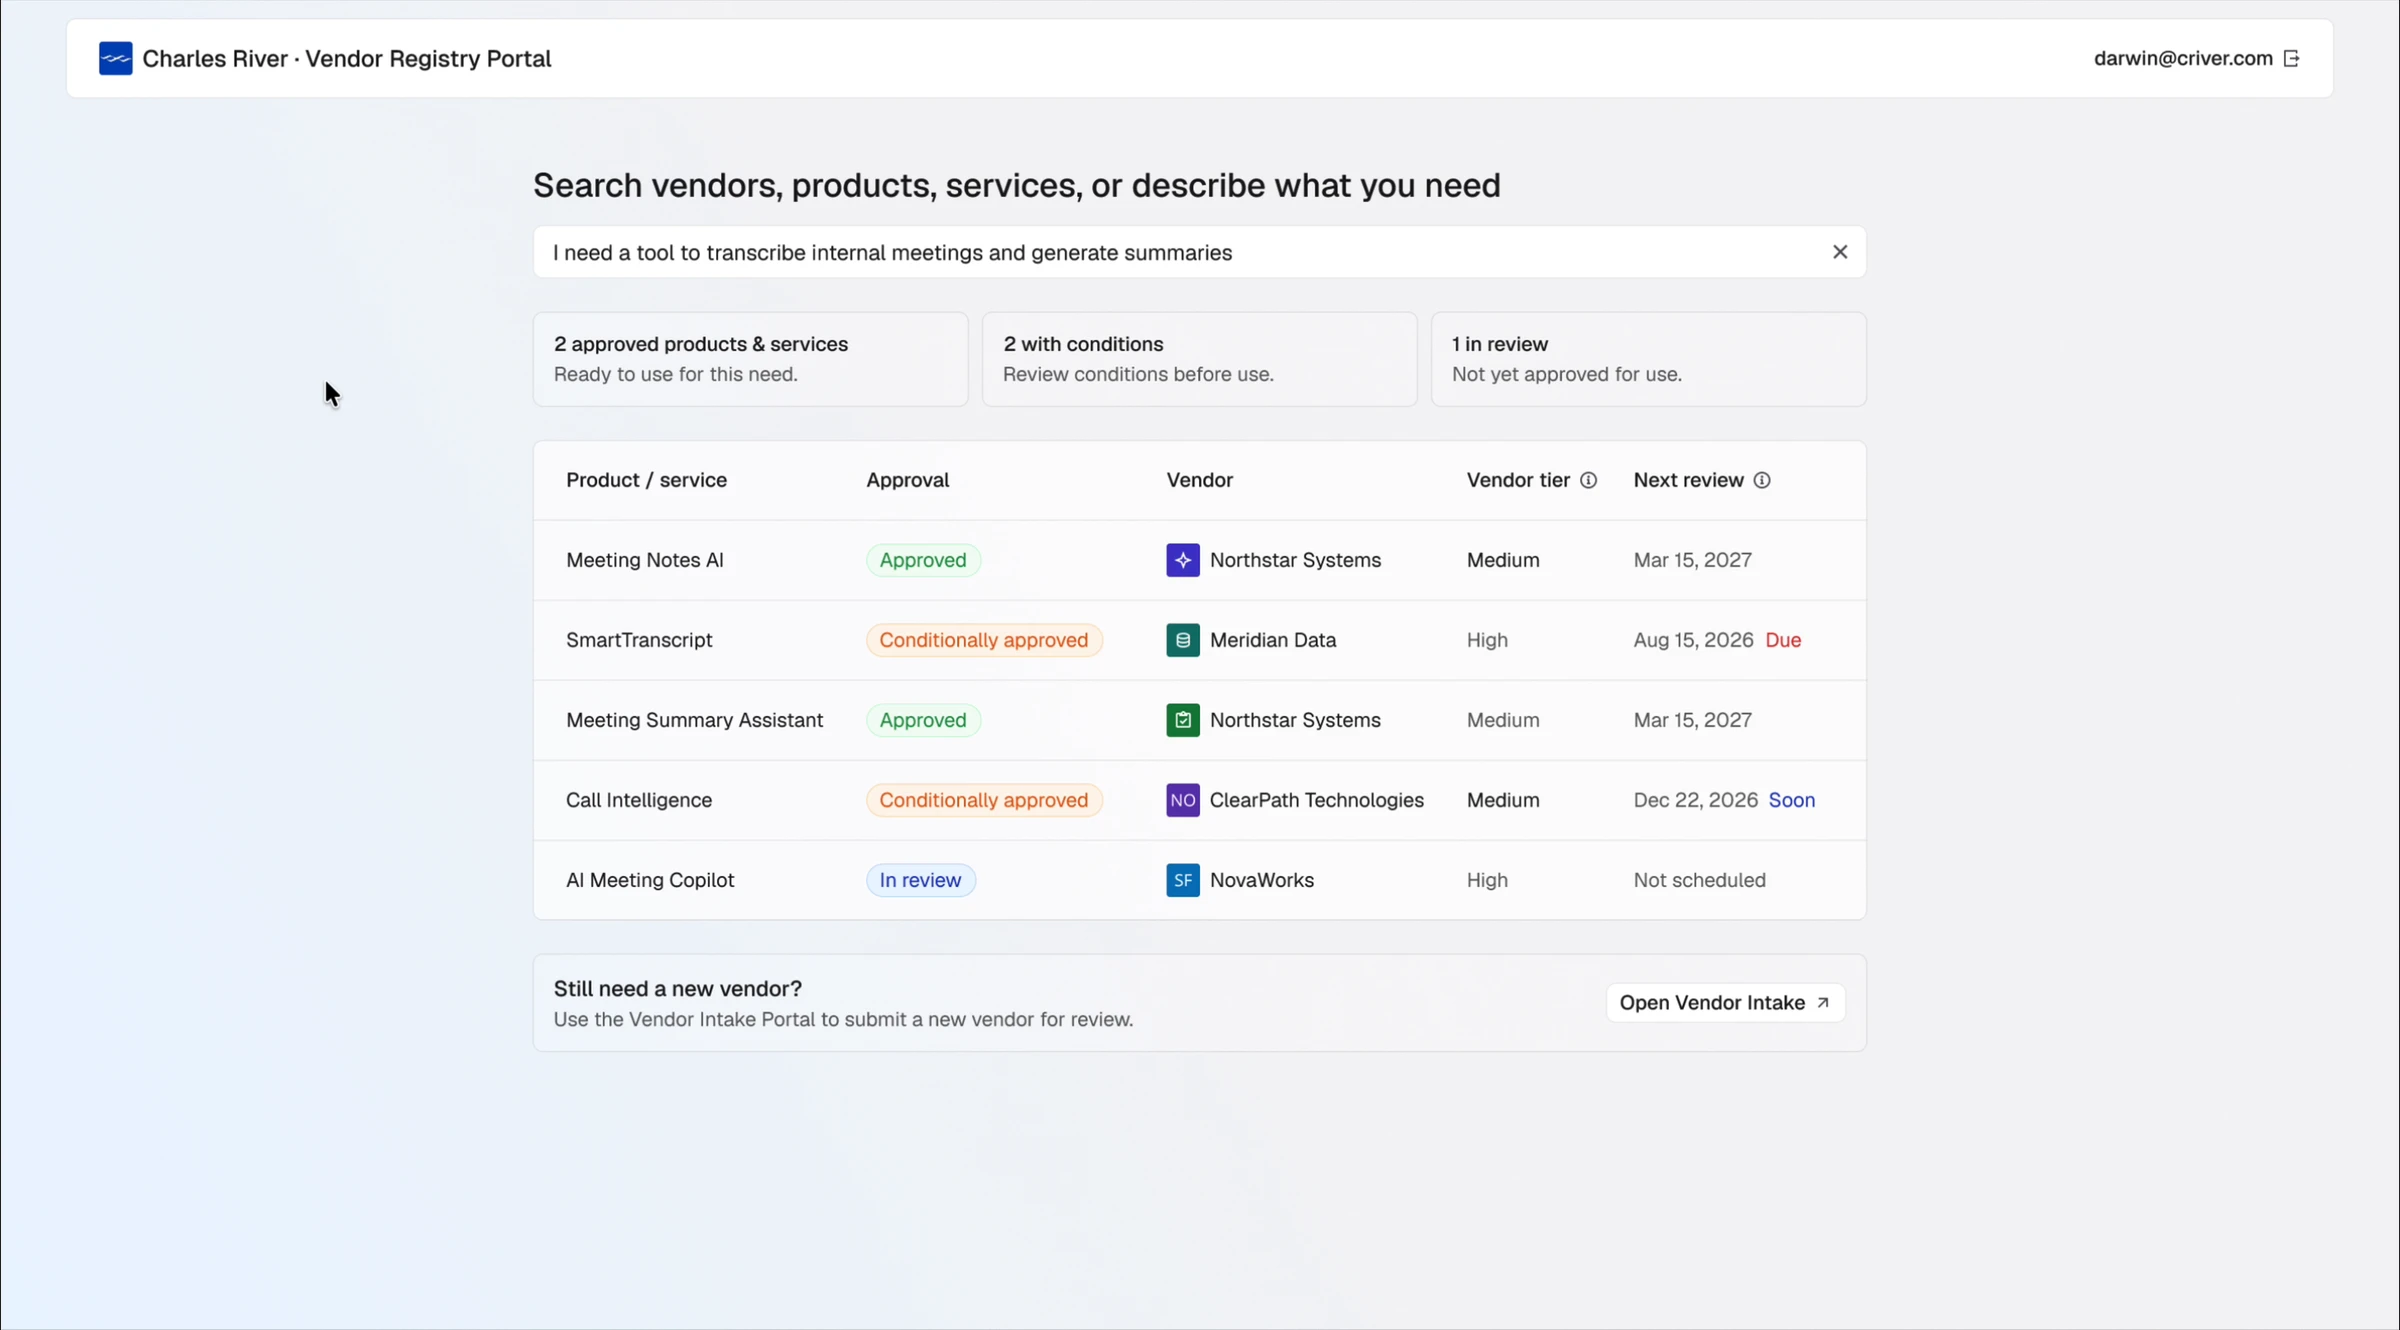 Charles River · Vendor Registry Portal
darwin@criver.com
Search vendors, products, services, or describe what you need
I need a tool to transcribe internal meetings and generate summaries
2 approved products & services
Ready to use for this need.
2 with conditions
Review conditions before use.
1 in review
Not yet approved for use.
Product / service Approval Vendor Vendor tier Next review
Meeting Notes AI Approved Northstar Systems Medium Mar 15, 2027
SmartTranscript Conditionally approved Meridian Data High Aug 15, 2026 Due
Meeting Summary Assistant Approved Northstar Systems Medium Mar 15, 2027
Call Intelligence Conditionally approved NO ClearPath Technologies Medium Dec 22, 2026 Soon
AI Meeting Copilot In review SF NovaWorks High Not scheduled
Still need a new vendor?
Use the Vendor Intake Portal to submit a new vendor for review.
Open Vendor Intake